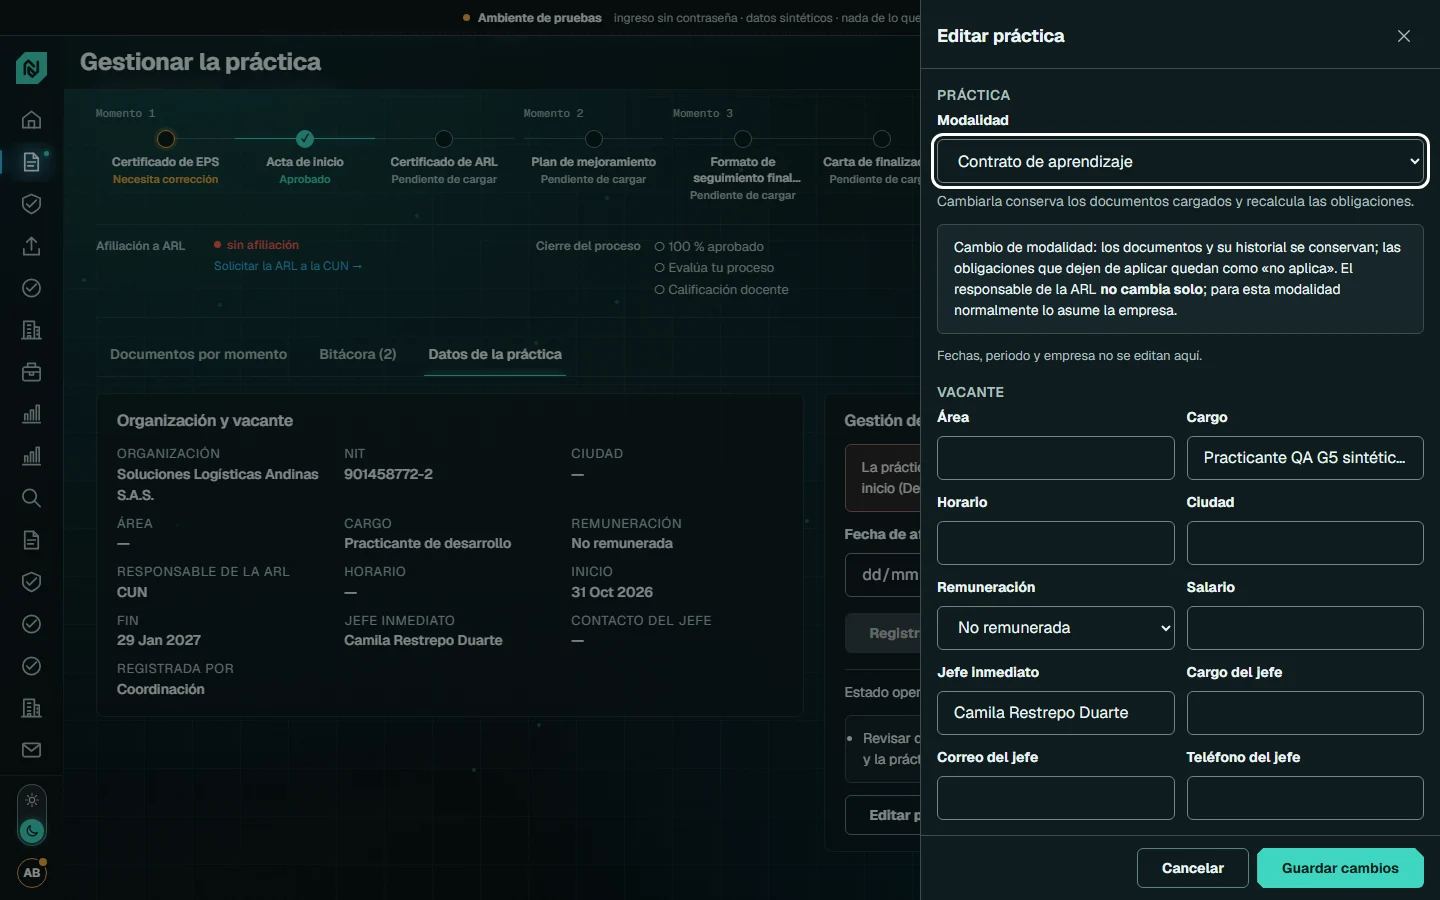 Ambiente de pruebas ingreso sin contraseña · datos sintéticos · nada de lo que
Gestionar la práctica
Momento 1
Momento 2
Momento 3
Certificado de EPS
Necesita corrección
Acta de inicio
Aprobado
Certificado de ARL
Pendiente de cargar
Plan de mejoramiento
Pendiente de cargar
Formato de
seguimiento final...
Pendiente de cargar
Carta de finaliza
Pendiente de carg
Afiliación a ARL
sin afiliación
Solicitar la ARL a la CUN →
Cierre del proceso
100 % aprobado
Evalúa tu proceso
Calificación docente
Documentos por momento
Bitácora (2)
Datos de la práctica
Organización y vacante
ORGANIZACIÓN
Soluciones Logísticas Andinas
S.A.S.
NIT
901458772-2
CIUDAD
—
ÁREA
—
CARGO
Practicante de desarrollo
REMUNERACIÓN
No remunerada
RESPONSABLE DE LA ARL
CUN
HORARIO
—
INICIO
31 Oct 2026
FIN
29 Jan 2027
JEFE INMEDIATO
Camila Restrepo Duarte
CONTACTO DEL JEFE
—
REGISTRADA POR
Coordinación
Gestión de
La práctic
inicio (De
Fecha de af
dd/mm
Registr
Estado oper
Revisar c
y la práct
Editar p
AB
Editar práctica
PRÁCTICA
Modalidad
Contrato de aprendizaje
Cambiarla conserva los documentos cargados y recalcula las obligaciones.
Cambio de modalidad: los documentos y su historial se conservan; las
obligaciones que dejen de aplicar quedan como «no aplica». El
responsable de la ARL no cambia solo; para esta modalidad
normalmente lo asume la empresa.
Fechas, periodo y empresa no se editan aquí.
VACANTE
Área
Cargo
Practicante QA G5 sintétic...
Horario
Ciudad
Remuneración
No remunerada
Salario
Jefe inmediato
Camila Restrepo Duarte
Cargo del jefe
Correo del jefe
Teléfono del jefe
Cancelar
Guardar cambios